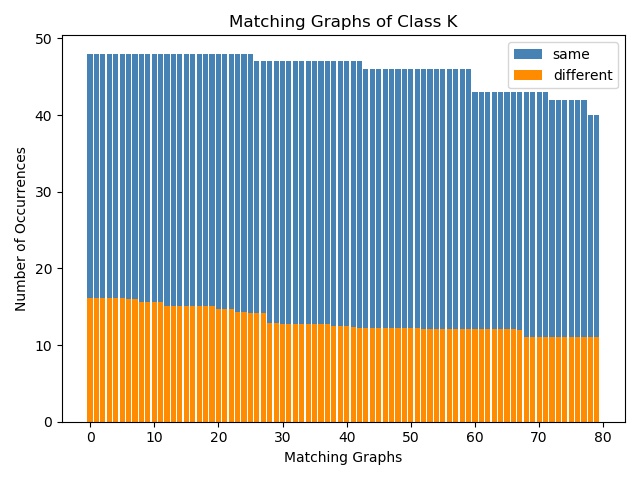 Matching Graphs of Class K
same
different
Number of Occurrences
50
40
30
20
10
0
0 10 20 30 40 50 60 70 80
Matching Graphs